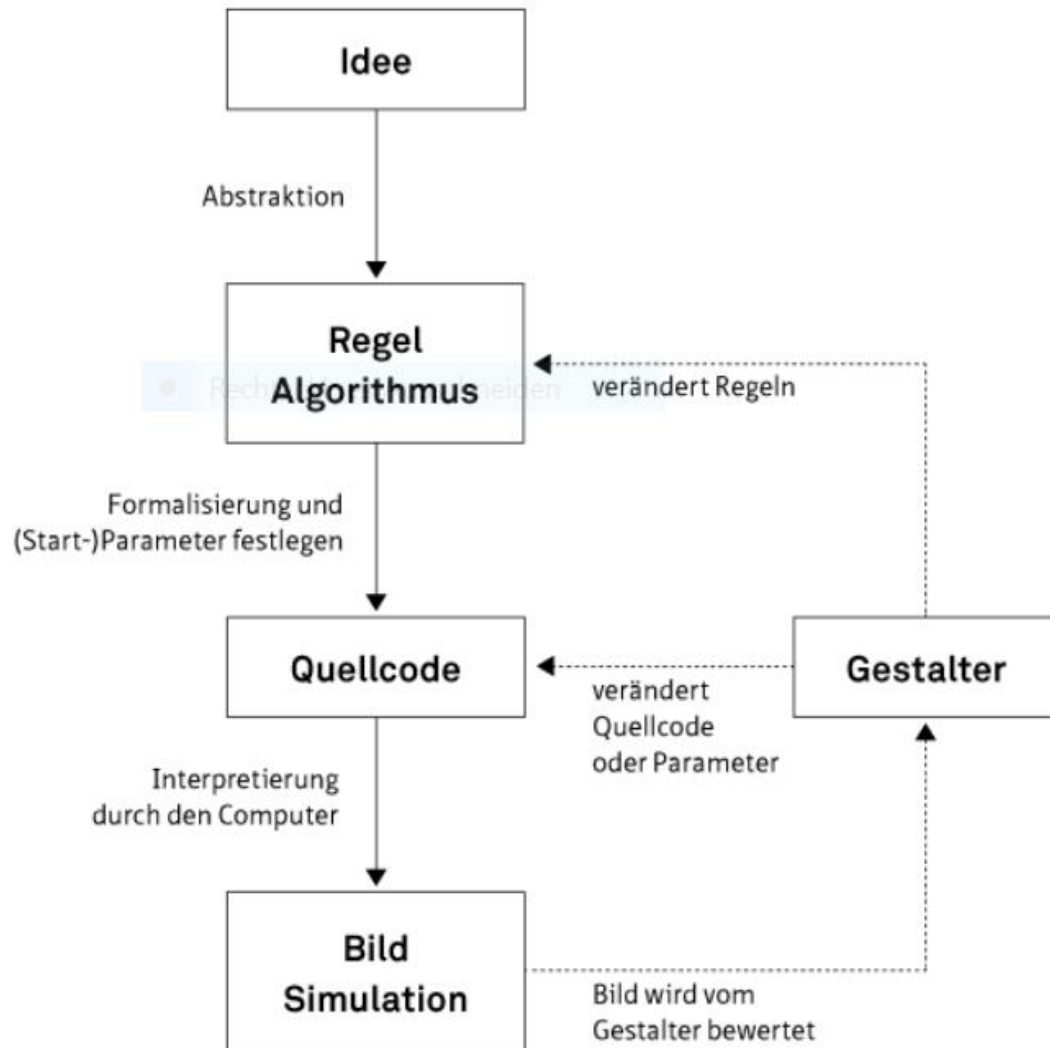 Idee
Abstraktion
Regel
Algorithmus
verändert Regeln
Formalisierung und
(Start-)Parameter festlegen
Quellcode
Gestalter
verändert
Quellcode
oder Parameter
Interpretierung
durch den Computer
Bild
Simulation
Bild wird vom
Gestalter bewertet